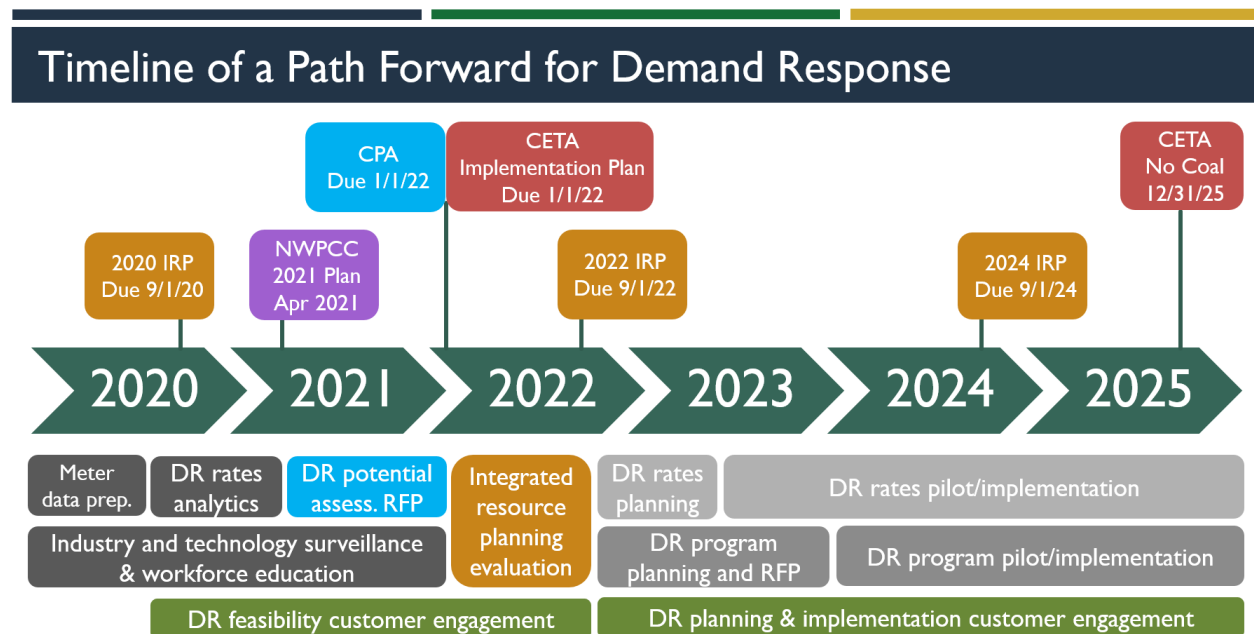 Timeline of a Path Forward for Demand Response
CPA
Due 1/1/22
CETA
Implementation Plan
Due 1/1/22
CETA
No Coal
12/31/25
2020 IRP
Due 9/1/20
NWPCC
2021 Plan
Apr 2021
2022 IRP
Due 9/1/22
2024 IRP
Due 9/1/24
2020
2021
2022
2023
2024
2025
Meter
data prep.
DR rates
analytics
DR potential
assess. RFP
Integrated
resource
planning
evaluation
DR rates
planning
DR rates pilot/implementation
Industry and technology surveillance
& workforce education
DR program
planning and RFP
DR program pilot/implementation
DR feasibility customer engagement
DR planning & implementation customer engagement